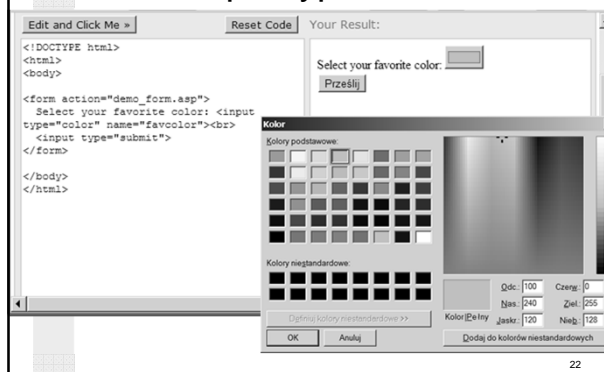 Edit and Click Me »
Reset Code
Your Result:
<!DOCTYPE html>
<html>
<body>
<form action="demo_form.asp">
Select your favorite color: <input
type="color" name="favcolor"><br>
<input type="submit">
</form>
</body>
</html>
Select your favorite color:
Prześlij
Kolor
Kolory podstawowe:
Kolory niestandardowe:
Definiuj kolory niestandardowe >>
OK
Anuluj
Kolor|Pełny
Odc.: 100
Nas.: 240
Jaskr.: 120
Czerw.: 0
Ziel.: 255
Nieb.: 128
Dodaj do kolorów niestandardowych
22